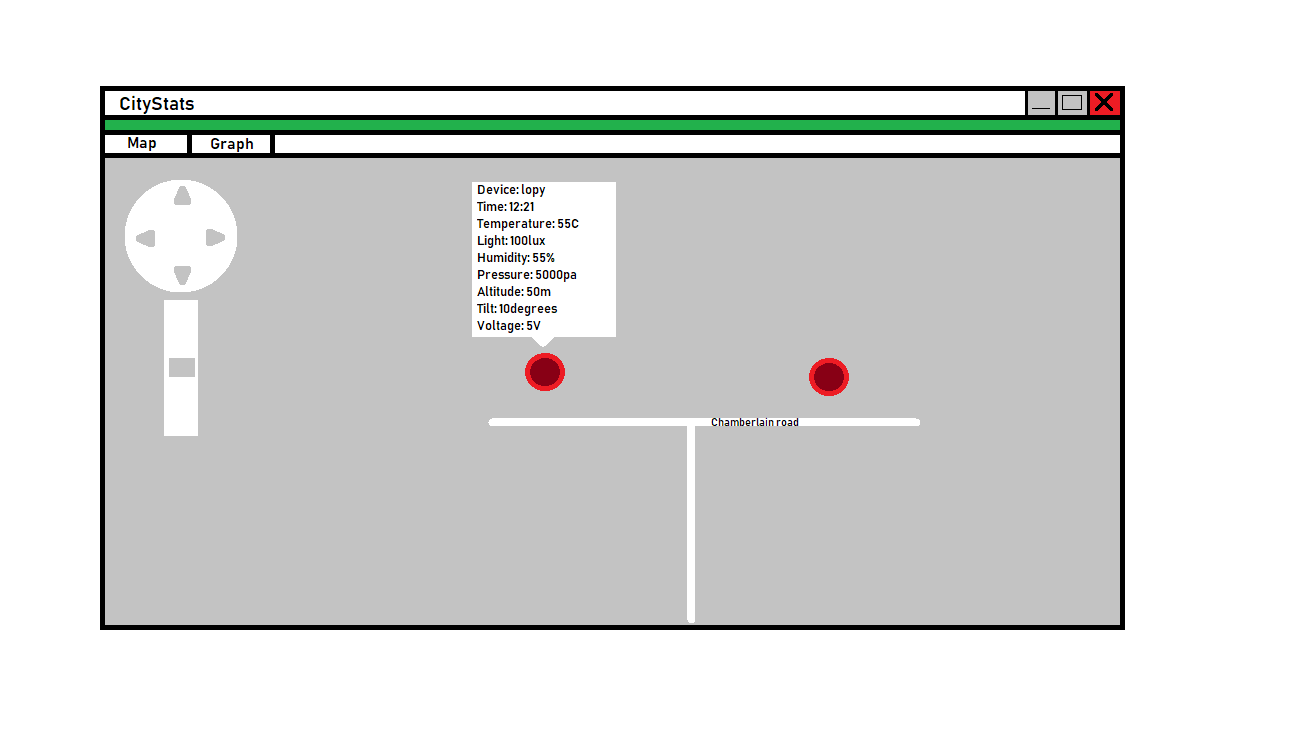 CityStats
Map
Graph
Device: lopy
Time: 12:21
Temperature: 55C
Light: 100lux
Humidity: 55%
Pressure: 5000pa
Altitude: 50m
Tilt: 10degrees
Voltage: 5V
Chamberlain road